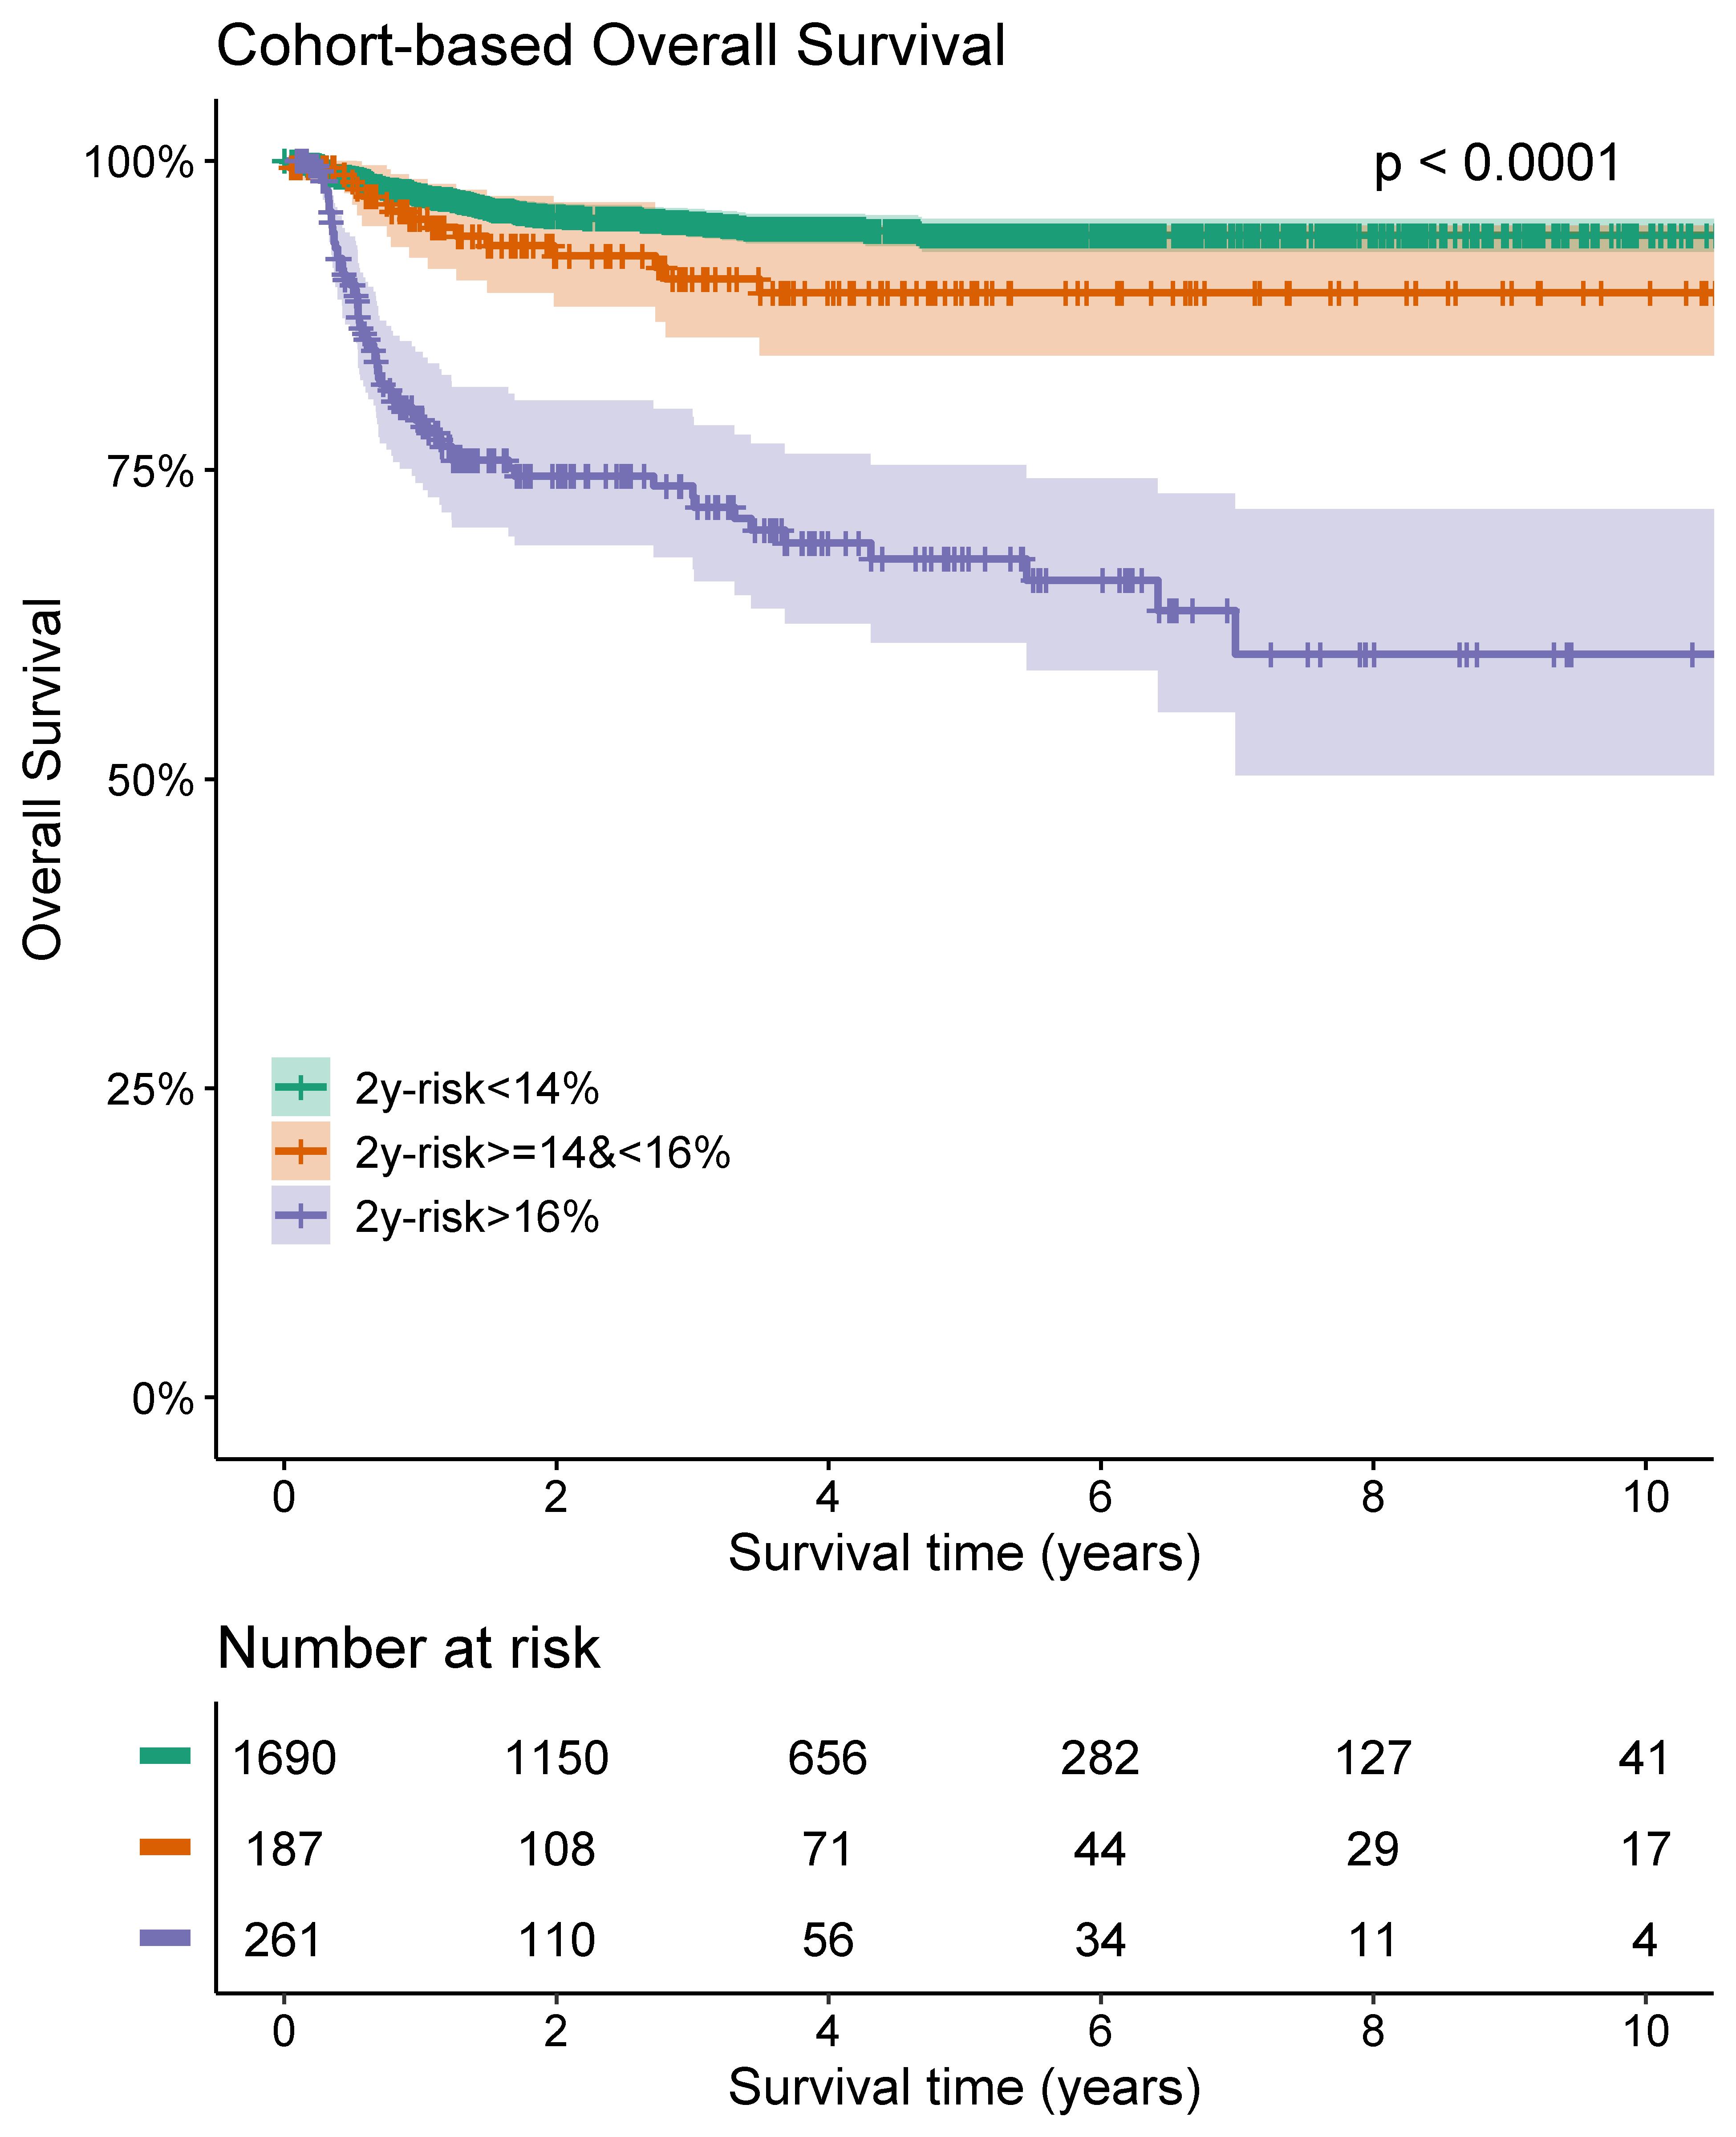 Cohort-based Overall Survival
p < 0.0001
100%
75%
50%
25%
0%
Overall Survival
2y-risk<14%
2y-risk>=14&<16%
2y-risk>16%
0 2 4 6 8 10
Survival time (years)
Number at risk
1690 1150 656 282 127 41
187 108 71 44 29 17
261 110 56 34 11 4
0 2 4 6 8 10
Survival time (years)